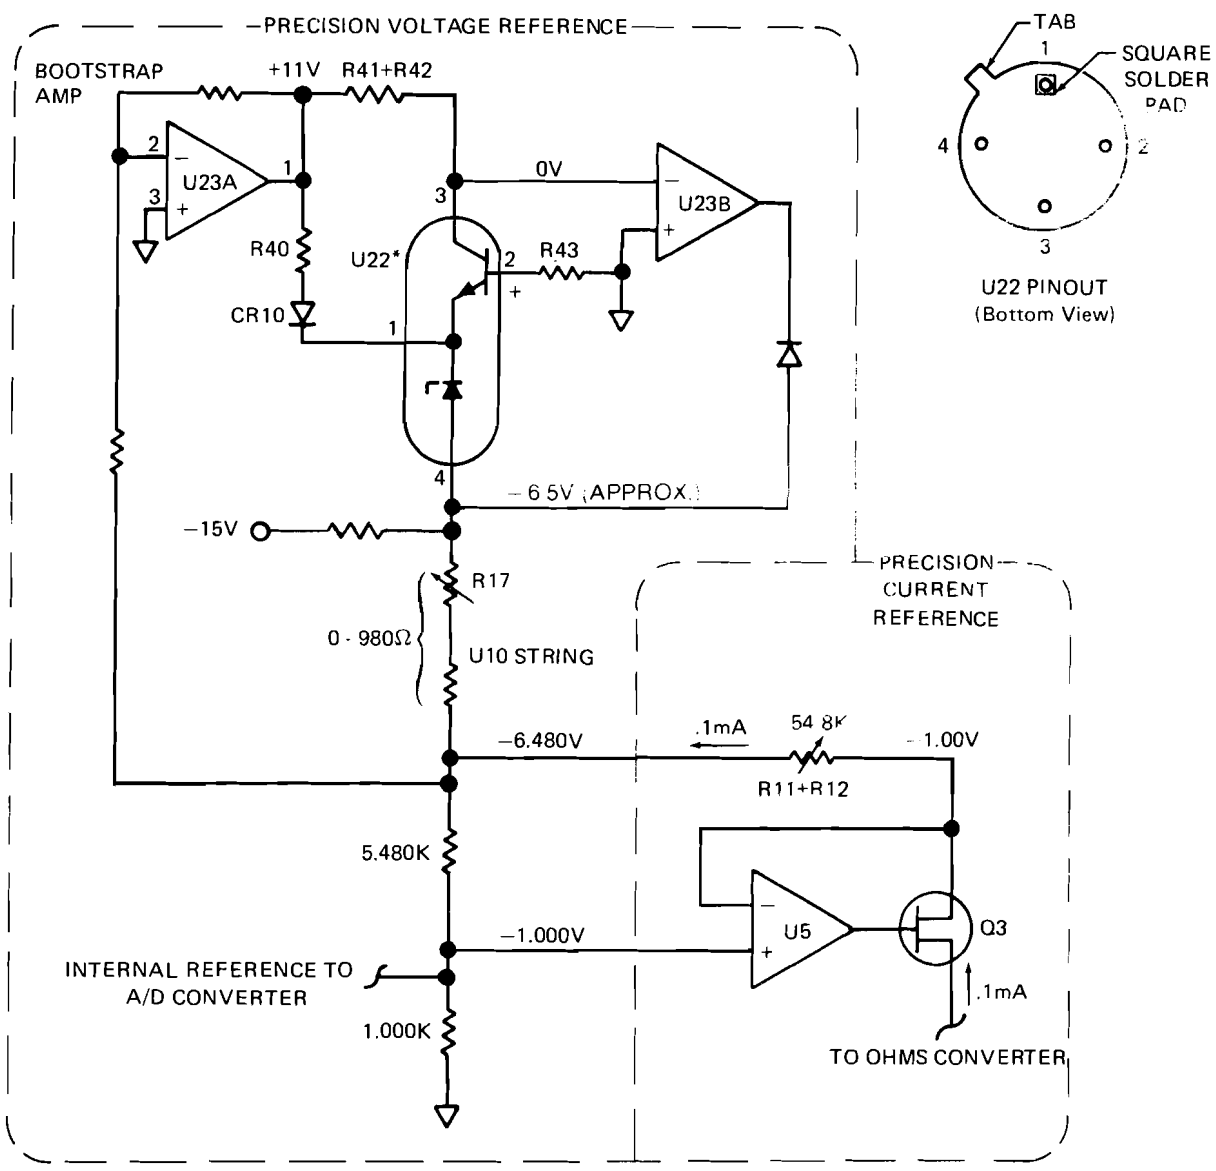 PRECISION VOLTAGE REFERENCE
BOOTSTRAP
AMP
+11V
R41+R42
2
−
U23A
1
3
+
R40
CR10
U22*
3
0V
−
U23B
+
2
+
R43
1
4
−6.5V (APPROX.)
−15V
R17
0 - 980Ω
U10 STRING
−6.480V
.1mA
54.8K
R11+R12
−1.00V
5.480K
−1.000V
INTERNAL REFERENCE TO
A/D CONVERTER
1.000K
PRECISION
CURRENT
REFERENCE
−
U5
+
Q3
.1mA
TO OHMS CONVERTER
TAB
1
SQUARE
SOLDER
PAD
4
2
3
U22 PINOUT
(Bottom View)